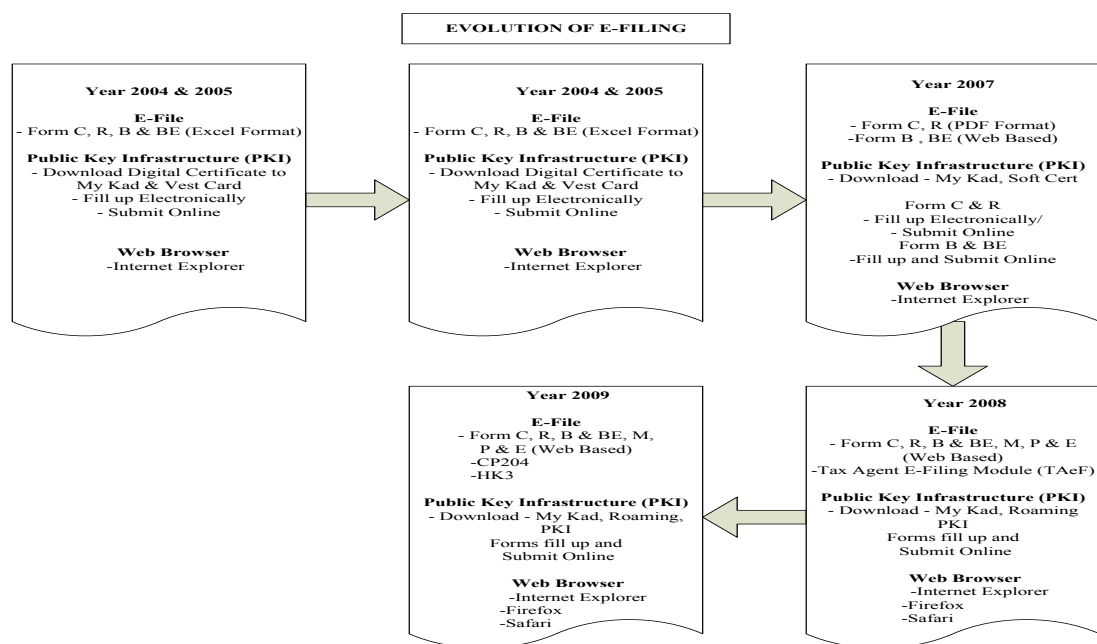 EVOLUTION OF E-FILING
Year 2004 & 2005
E-File
- Form C, R, B & BE (Excel Format)
Public Key Infrastructure (PKI)
- Download Digital Certificate to
My Kad & Vest Card
- Fill up Electronically
- Submit Online
Web Browser
-Internet Explorer
Year 2004 & 2005
E-File
- Form C, R, B & BE (Excel Format)
Public Key Infrastructure (PKI)
- Download Digital Certificate to
My Kad & Vest Card
- Fill up Electronically
- Submit Online
Web Browser
-Internet Explorer
Year 2007
E-File
- Form C, R (PDF Format)
-Form B , BE (Web Based)
Public Key Infrastructure (PKI)
- Download - My Kad, Soft Cert
Form C & R
- Fill up Electronically/
- Submit Online
Form B & BE
-Fill up and Submit Online
Web Browser
-Internet Explorer
Year 2008
E-File
- Form C, R, B & BE, M, P & E
(Web Based)
-Tax Agent E-Filing Module (TAeF)
Public Key Infrastructure (PKI)
- Download - My Kad, Roaming
PKI
Forms fill up and
Submit Online
Web Browser
-Internet Explorer
-Firefox
-Safari
Year 2009
E-File
- Form C, R, B & BE, M,
P & E (Web Based)
-CP204
-HK3
Public Key Infrastructure (PKI)
- Download - My Kad, Roaming,
PKI
Forms fill up and
Submit Online
Web Browser
-Internet Explorer
-Firefox
-Safari